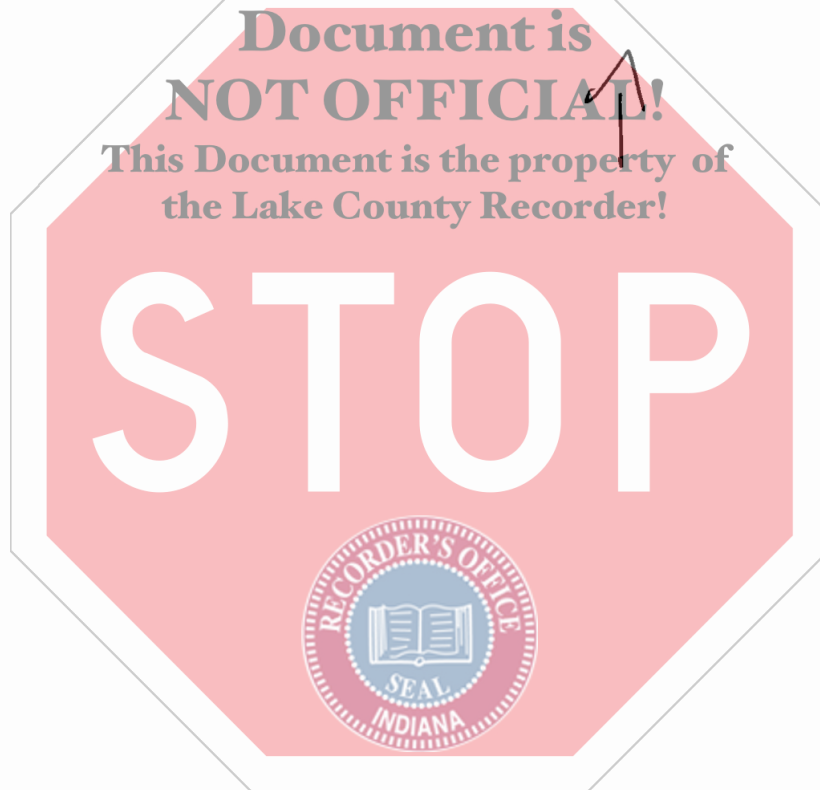 Document is
NOT OFFICIAL!
This Document is the property of
the Lake County Recorder!
STOP
RECORDER'S OFFICE
SEAL
INDIANA